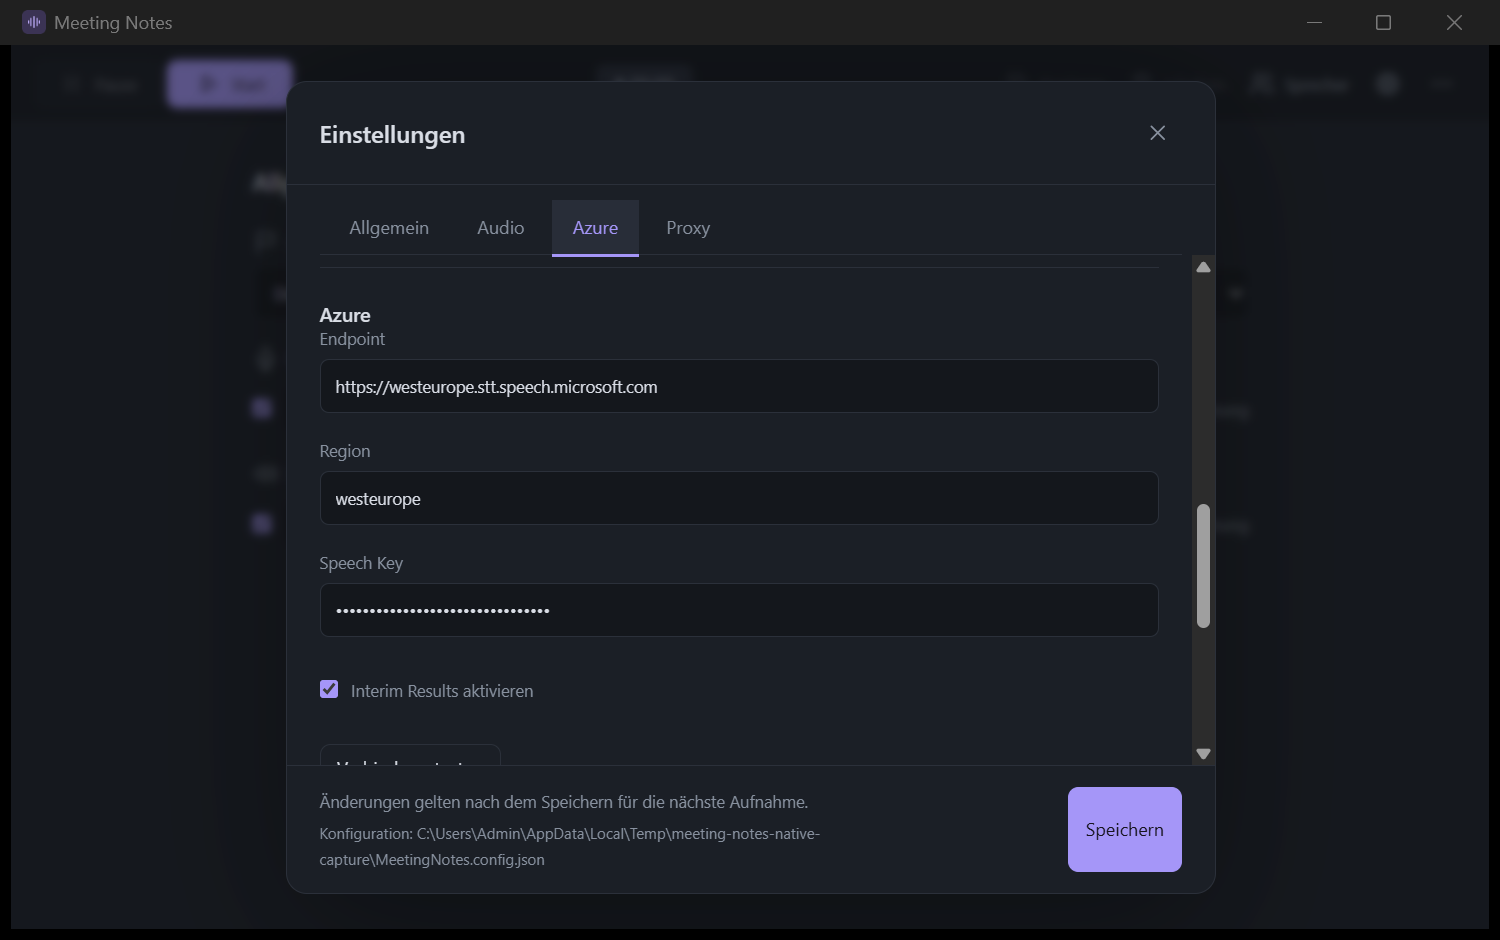 Meeting Notes
Einstellungen
Allgemein Audio Azure Proxy
Azure
Endpoint
https://westeurope.stt.speech.microsoft.com
Region
westeurope
Speech Key
••••••••••••••••••••••••••••••••
Interim Results aktivieren
Änderungen gelten nach dem Speichern für die nächste Aufnahme.
Konfiguration: C:\Users\Admin\AppData\Local\Temp\meeting-notes-native-
capture\MeetingNotes.config.json
Speichern